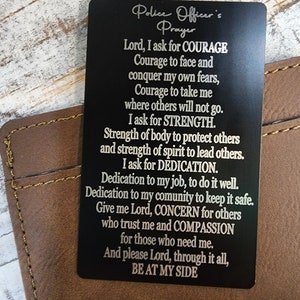 Police Officer's
Prayer
Lord, I ask for COURAGE
Courage to face and
conquer my own fears,
Courage to take me
where others will not go.
I ask for STRENGTH.
Strength of body to protect others
and strength of spirit to lead others.
I ask for DEDICATION.
Dedication to my job, to do it well.
Dedication to my comunity to keep it safe.
Give me Lord, CONCERN for others
who trust me and COMPASSION
for those who need me.
And please Lord, through it all,
BE AT MY SIDE